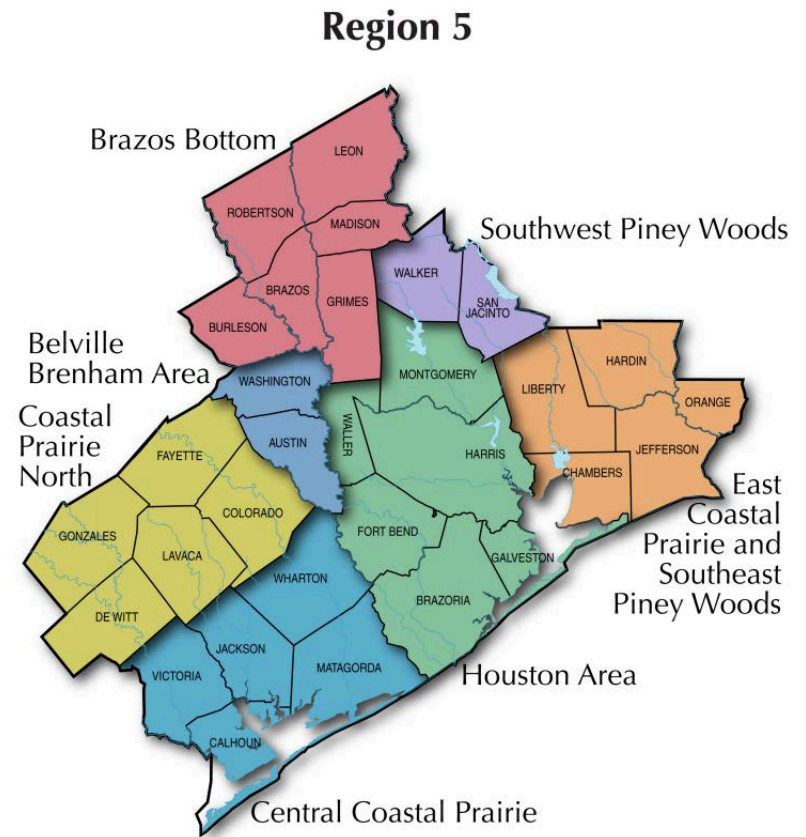 Region 5
Brazos Bottom
LEON
ROBERTSON
MADISON
Southwest Piney Woods
WALKER
SAN
JACINTO
BRAZOS
GRIMES
BURLESON
Belville
Brenham Area
WASHINGTON
MONTGOMERY
HARDIN
LIBERTY
ORANGE
Coastal
Prairie
North
AUSTIN
WALLER
HARRIS
JEFFERSON
FAYETTE
CHAMBERS
East
Coastal
Prairie and
Southeast
Piney Woods
COLORADO
GONZALES
LAVACA
FORT BEND
GALVESTON
WHARTON
BRAZORIA
DE WITT
JACKSON
MATAGORDA
VICTORIA
Houston Area
CALHOUN
Central Coastal Prairie